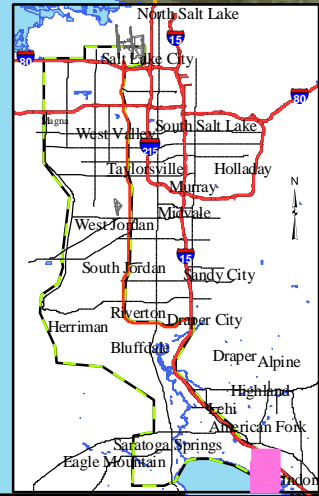 North Salt Lake
15
80
Salt Lake City
80
Magna
West Valley
South Salt Lake
215
Taylorsville
Holladay
Murray
N
Midvale
West Jordan
15
South Jordan
Sandy City
Riverton
Draper City
Herriman
Bluffdale
Draper
Alpine
Highland
Lehi
American Fork
Saratoga Springs
Eagle Mountain
Indon